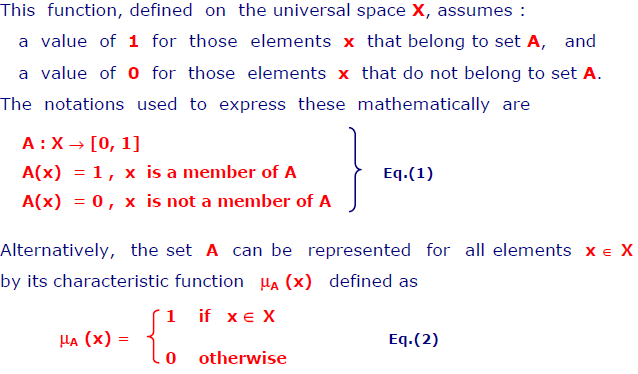 This function, defined on the universal space X, assumes :
a value of 1 for those elements x that belong to set A, and
a value of 0 for those elements x that do not belong to set A.
The notations used to express these mathematically are
A : X → [0, 1]
A(x) = 1 , x is a member of A
Eq.(1)
A(x) = 0 , x is not a member of A
Alternatively, the set A can be represented for all elements x ∈ X
by its characteristic function μA (x) defined as
1 if x ∈ X
μA (x) =
Eq.(2)
0 otherwise